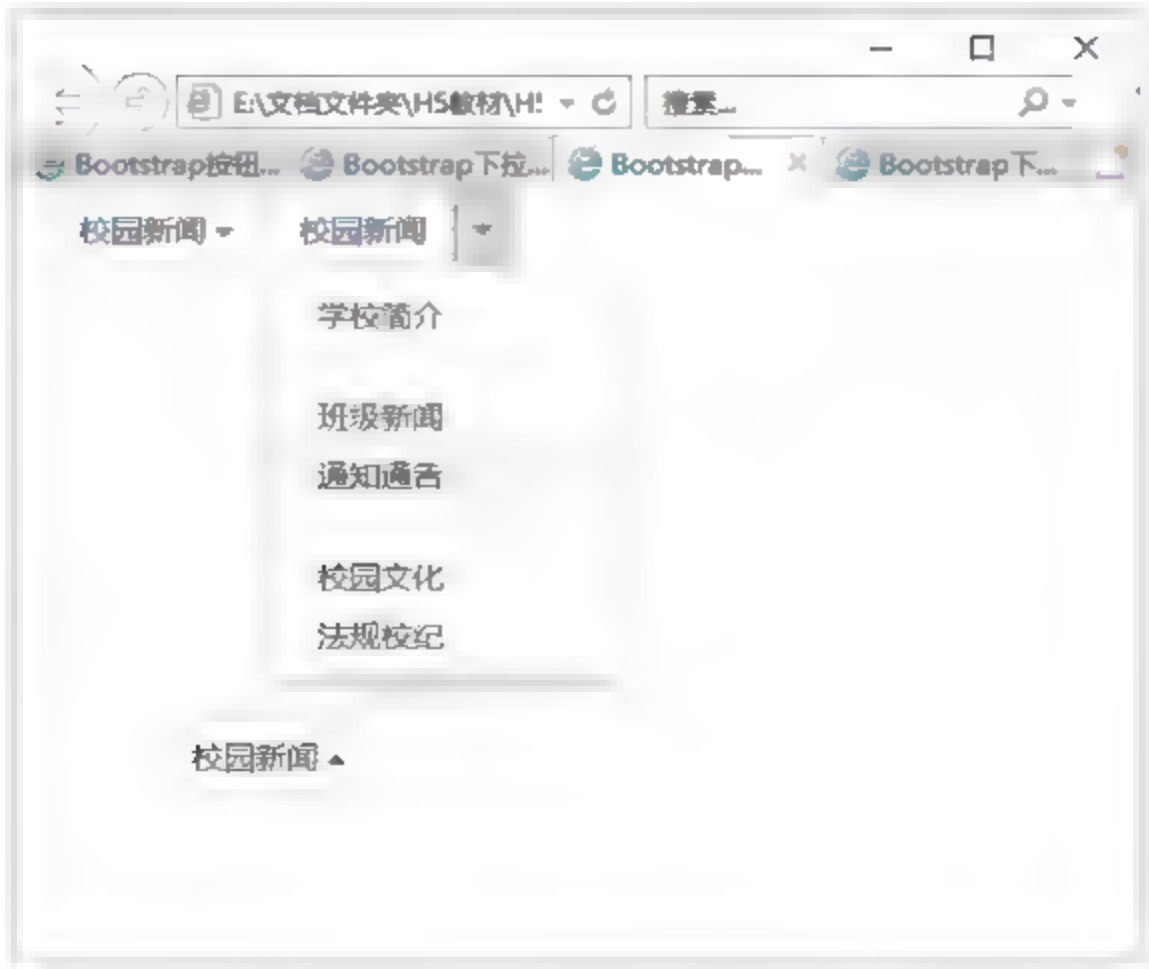 E:\文档文件夹\H5教材\H! 搜索...
Bootstrap按钮... Bootstrap下拉... Bootstrap... Bootstrap下...
校园新闻 校园新闻
学校简介
班级新闻
通知通告
校园文化
法规校纪
校园新闻